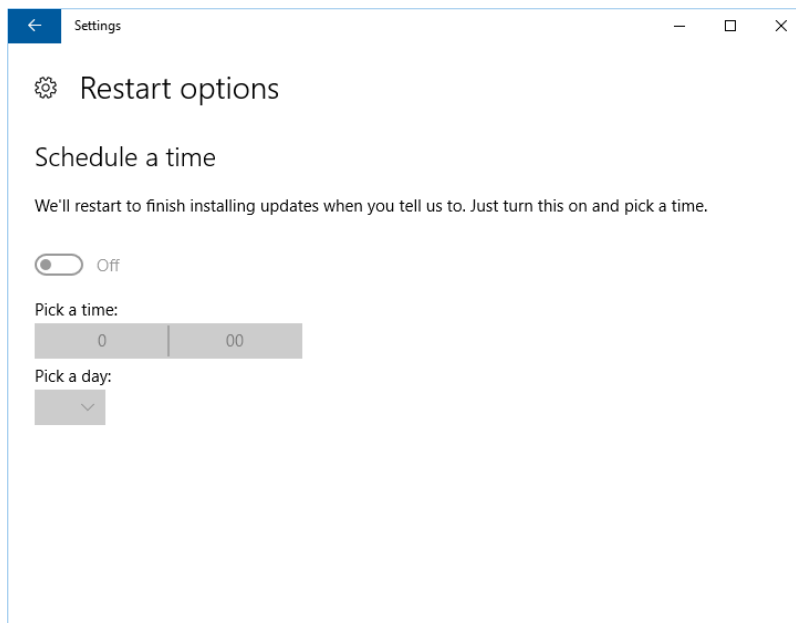 Settings
Restart options
Schedule a time
We'll restart to finish installing updates when you tell us to. Just turn this on and pick a time.
Off
Pick a time:
0 00
Pick a day: